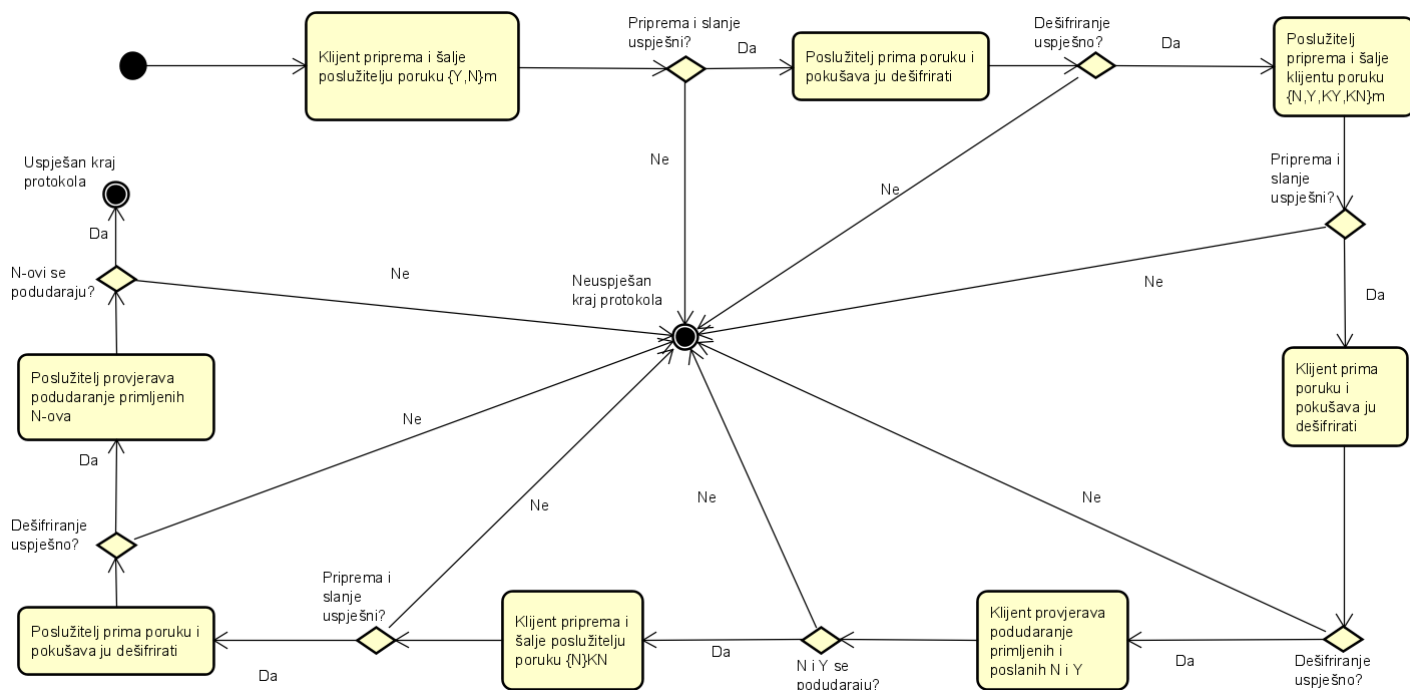 Klijent priprema i šalje
poslužitelju poruku {Y,N}m
Priprema i slanje
uspješni?
Da
Poslužitelj prima poruku i
pokušava ju dešifrirati
Dešifriranje
uspješno?
Da
Poslužitelj
priprema i šalje
klijentu poruku
{N,Y,KY,KN}m
Ne
Ne
Priprema i
slanje
uspješni?
Ne
Da
Uspješan kraj
protokola
Da
N-ovi se
podudaraju?
Ne
Neuspješan
kraj protokola
Klijent prima
poruku i
pokušava ju
dešifrirati
Poslužitelj provjerava
podudaranje primljenih
N-ova
Ne
Da
Dešifriranje
uspješno?
Ne
Ne
Ne
Poslužitelj prima poruku i
pokušava ju dešifrirati
Priprema i
slanje
uspješni?
Da
Klijent priprema i
šalje poslužitelju
poruku {N}KN
Da
N i Y se
podudaraju?
Klijent provjerava
podudaranje
primljenih i
poslanih N i Y
Da
Dešifriranje
uspješno?